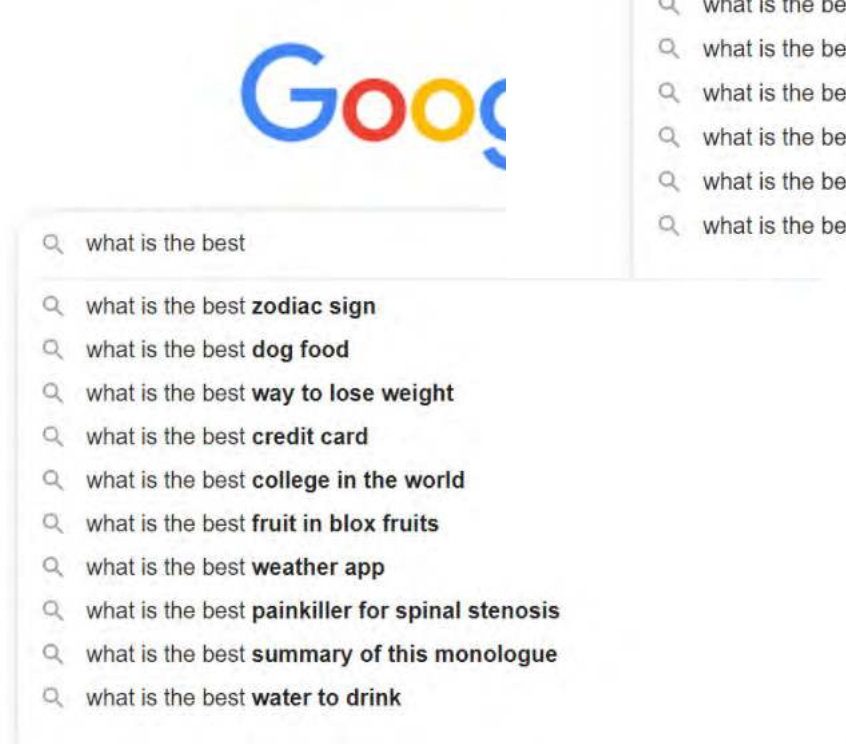 Goog
what is the best
what is the best zodiac sign
what is the best dog food
what is the best way to lose weight
what is the best credit card
what is the best college in the world
what is the best fruit in blox fruits
what is the best weather app
what is the best painkiller for spinal stenosis
what is the best summary of this monologue
what is the best water to drink
what is the be
what is the be
what is the be
what is the be
what is the be
what is the be